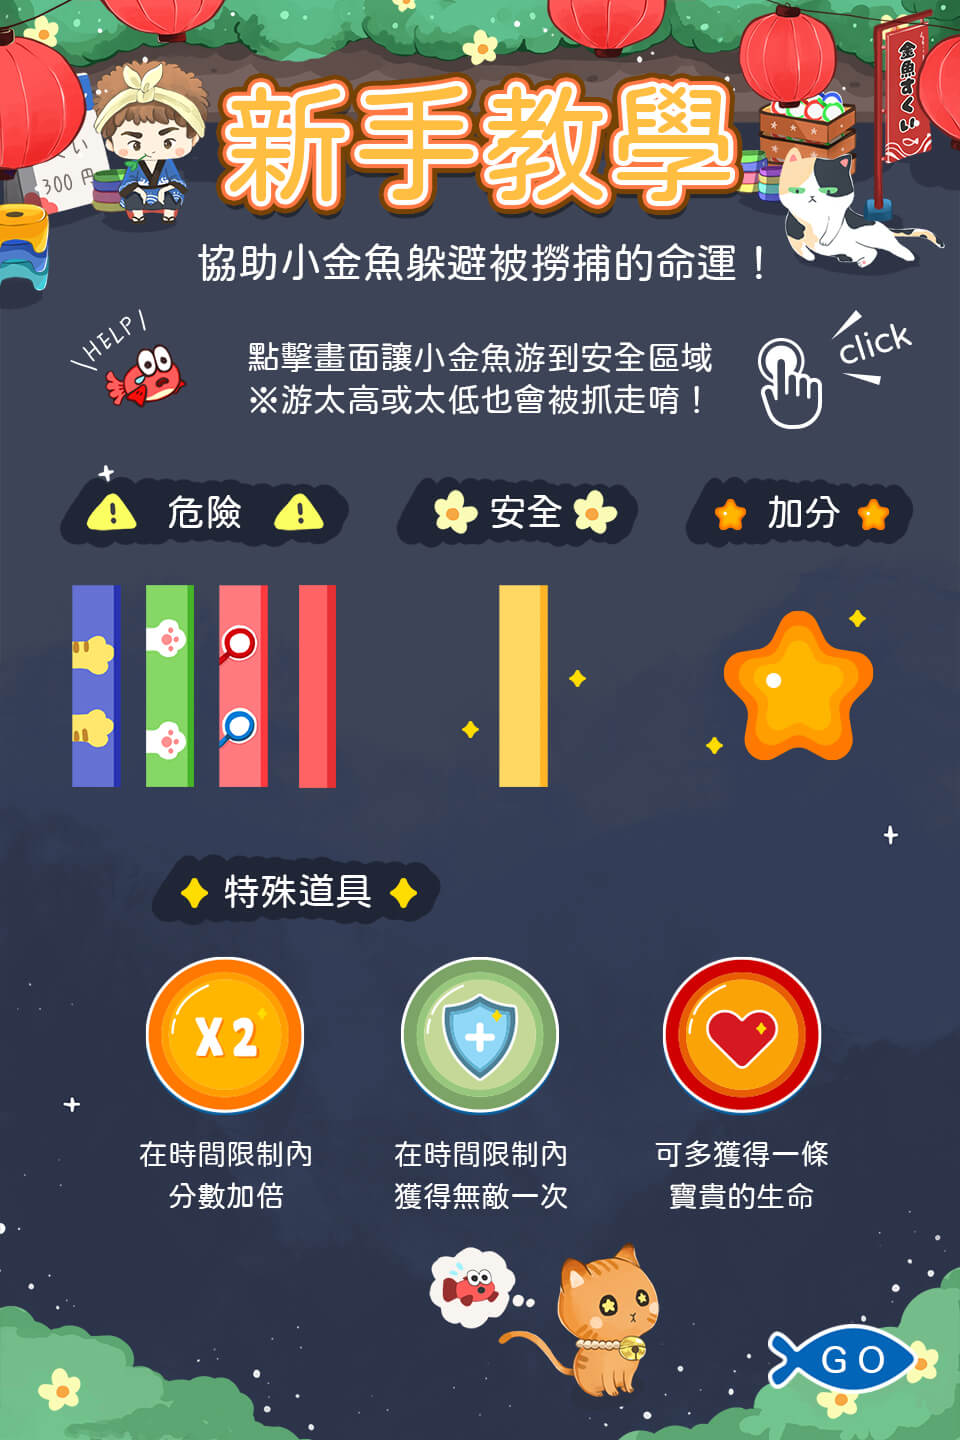 新手教學
金魚すくい
300 円
協助小金魚躲避被撈捕的命運！
HELP!
點擊畫面讓小金魚游到安全區域
※游太高或太低也會被抓走唷！
click
危險
安全
加分
特殊道具
X2
在時間限制內
分數加倍
在時間限制內
獲得無敵一次
可多獲得一條
寶貴的生命
GO